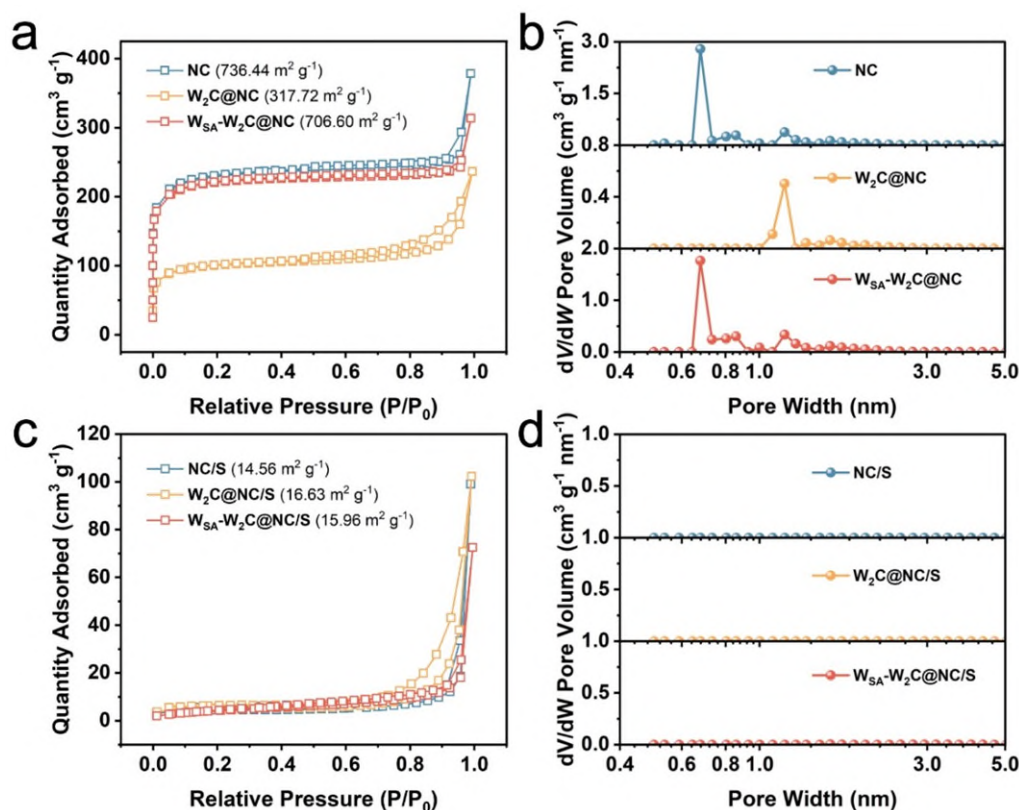 a
Quantity Adsorbed (cm³ g⁻¹)
400
300
200
100
0
NC (736.44 m² g⁻¹)
W₂C@NC (317.72 m² g⁻¹)
W_SA-W₂C@NC (706.60 m² g⁻¹)
0.0 0.2 0.4 0.6 0.8 1.0
Relative Pressure (P/P₀)
b
dV/dW Pore Volume (cm³ g⁻¹ nm⁻¹)
3.0
1.5
0.8
0.4
2.0
1.0
0.0
NC
W₂C@NC
W_SA-W₂C@NC
0.4 0.6 0.8 1.0 3.0 5.0
Pore Width (nm)
c
Quantity Adsorbed (cm³ g⁻¹)
120
100
80
60
40
20
0
NC/S (14.56 m² g⁻¹)
W₂C@NC/S (16.63 m² g⁻¹)
W_SA-W₂C@NC/S (15.96 m² g⁻¹)
0.0 0.2 0.4 0.6 0.8 1.0
Relative Pressure (P/P₀)
d
dV/dW Pore Volume (cm³ g⁻¹ nm⁻¹)
1.0
0.5
1.0
0.5
1.0
0.5
0.0
NC/S
W₂C@NC/S
W_SA-W₂C@NC/S
0.4 0.6 0.8 1.0 3.0 5.0
Pore Width (nm)